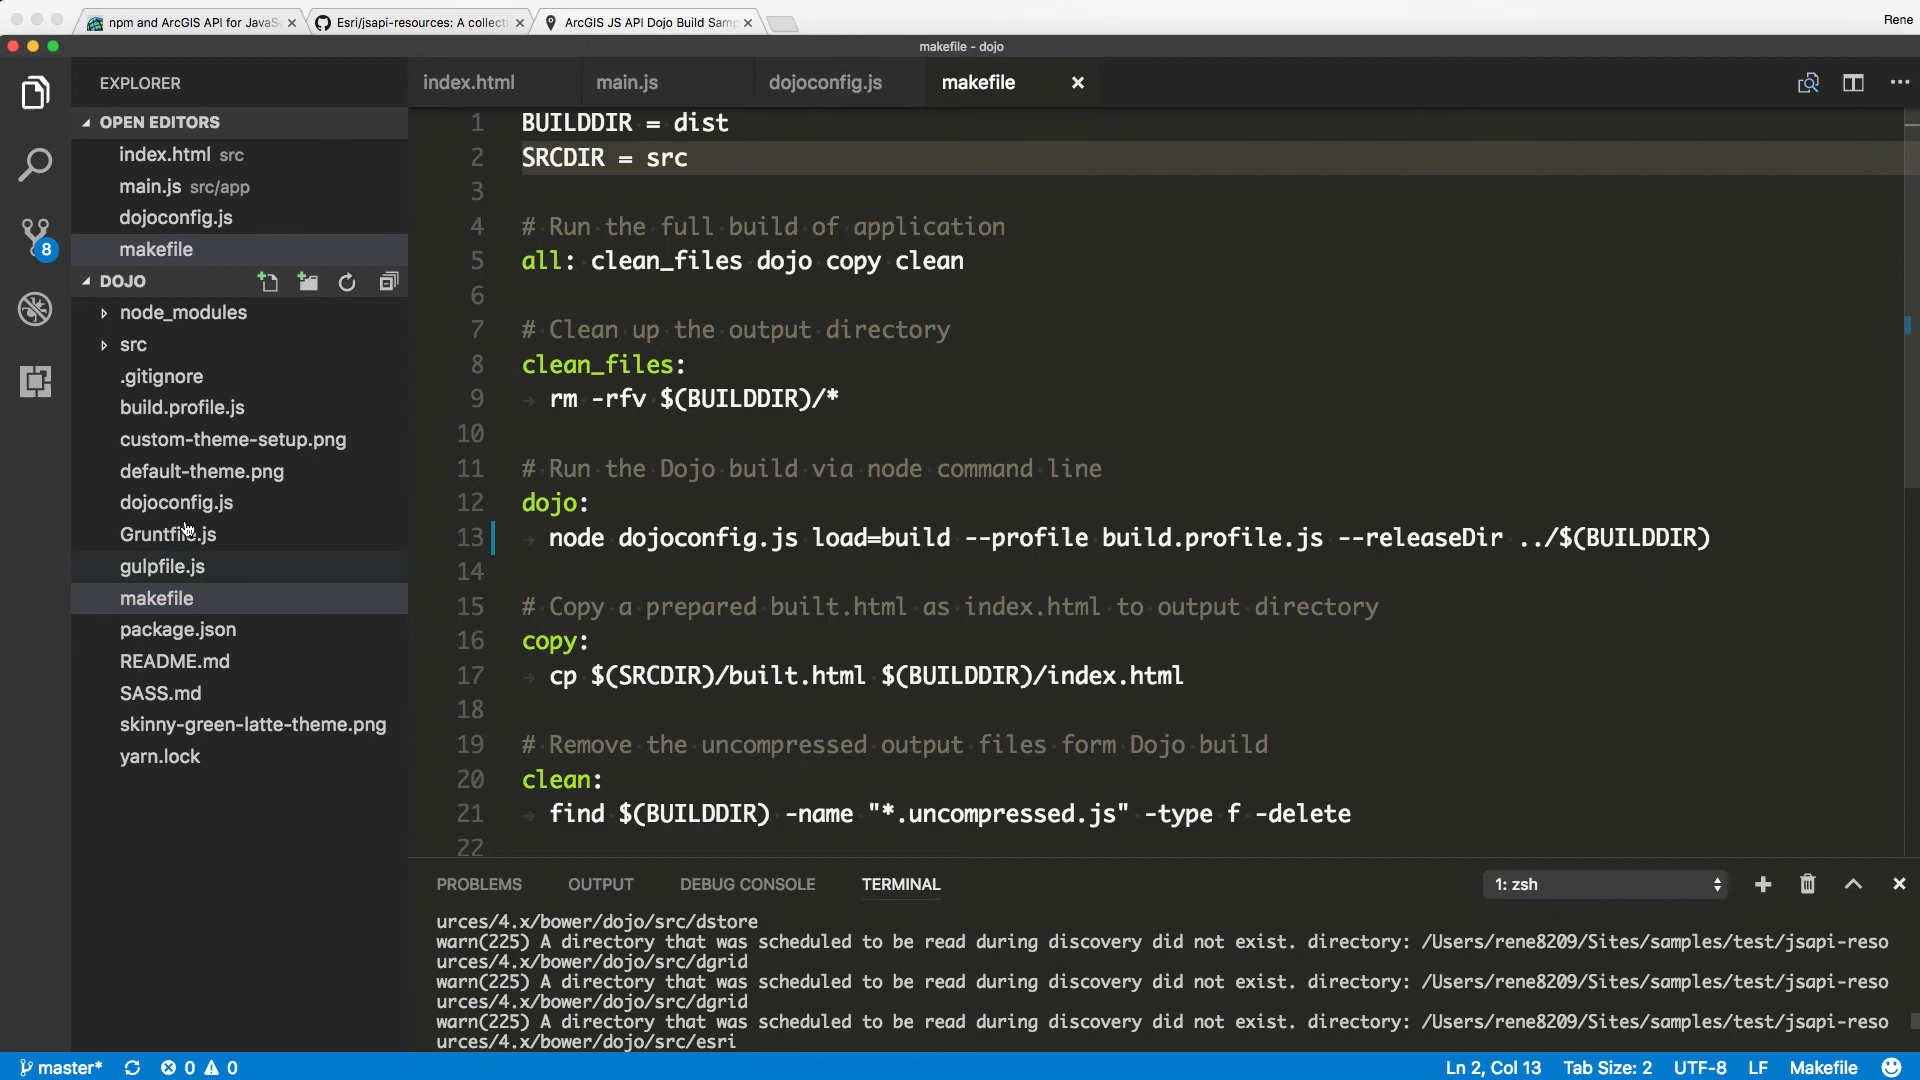 npm and ArcGIS API for JavaSc
Esri/jsapi-resources: A collecti
ArcGIS JS API Dojo Build Samp
Rene
makefile - dojo
EXPLORER
index.html
main.js
dojoconfig.js
makefile
OPEN EDITORS
index.html src
main.js src/app
dojoconfig.js
makefile
DOJO
node_modules
src
.gitignore
build.profile.js
custom-theme-setup.png
default-theme.png
dojoconfig.js
Gruntfile.js
gulpfile.js
makefile
package.json
README.md
SASS.md
skinny-green-latte-theme.png
yarn.lock
8
1 BUILDDIR = dist
2 SRCDIR = src
3
4 # Run the full build of application
5 all: clean_files dojo copy clean
6
7 # Clean up the output directory
8 clean_files:
9 rm -rfv $(BUILDDIR)/*
10
11 # Run the Dojo build via node command line
12 dojo:
13 node dojoconfig.js load=build --profile build.profile.js --releaseDir ../$(BUILDDIR)
14
15 # Copy a prepared built.html as index.html to output directory
16 copy:
17 cp $(SRCDIR)/built.html $(BUILDDIR)/index.html
18
19 # Remove the uncompressed output files form Dojo build
20 clean:
21 find $(BUILDDIR) -name "*.uncompressed.js" -type f -delete
22
PROBLEMS OUTPUT DEBUG CONSOLE TERMINAL
1: zsh
urces/4.x/bower/dojo/src/dstore
warn(225) A directory that was scheduled to be read during discovery did not exist. directory: /Users/rene8209/Sites/samples/test/jsapi-reso
urces/4.x/bower/dojo/src/dgrid
warn(225) A directory that was scheduled to be read during discovery did not exist. directory: /Users/rene8209/Sites/samples/test/jsapi-reso
urces/4.x/bower/dojo/src/dgrid
warn(225) A directory that was scheduled to be read during discovery did not exist. directory: /Users/rene8209/Sites/samples/test/jsapi-reso
urces/4.x/bower/dojo/src/esri
master* 0 0
Ln 2, Col 13 Tab Size: 2 UTF-8 LF Makefile